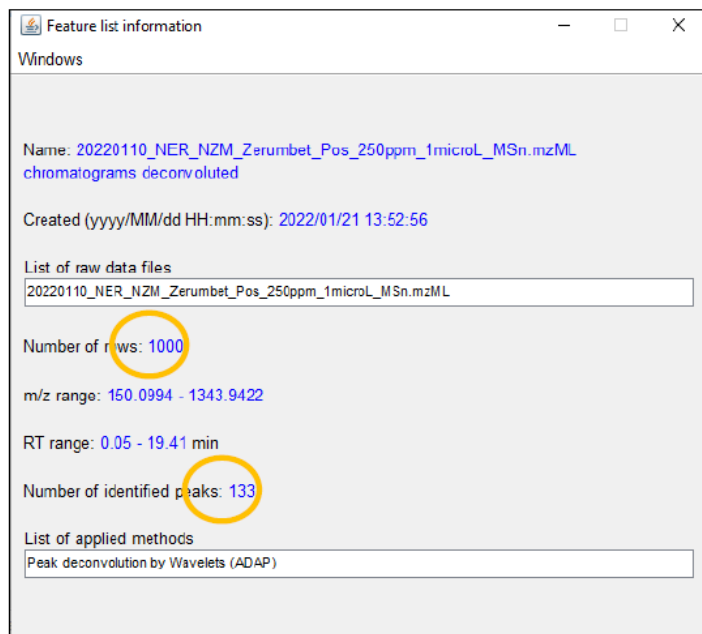 Feature list information
Windows
Name: 20220110_NER_NZM_Zerumbet_Pos_250ppm_1microL_MSn.mzML
chromatograms deconvoluted
Created (yyyy/MM/dd HH:mm:ss): 2022/01/21 13:52:56
List of raw data files
20220110_NER_NZM_Zerumbet_Pos_250ppm_1microL_MSn.mzML
Number of rows: 1000
m/z range: 150.0994 - 1343.9422
RT range: 0.05 - 19.41 min
Number of identified peaks: 133
List of applied methods
Peak deconvolution by Wavelets (ADAP)